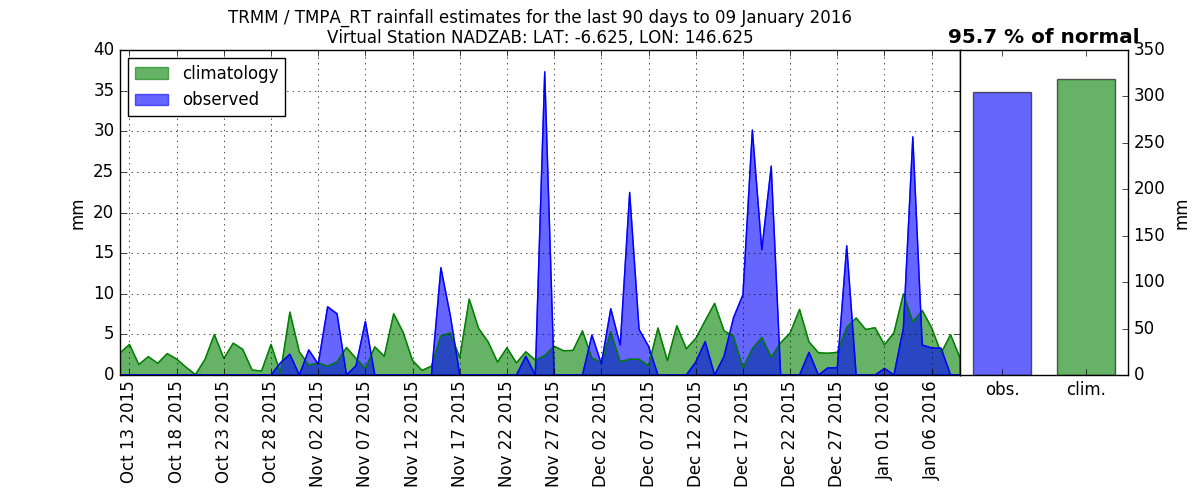 TRMM / TMPA_RT rainfall estimates for the last 90 days to 09 January 2016
Virtual Station NADZAB: LAT: -6.625, LON: 146.625
95.7 % of normal
climatology
observed
40
35
30
25
20
15
10
5
0
mm
Oct 13 2015
Oct 18 2015
Oct 23 2015
Oct 28 2015
Nov 02 2015
Nov 07 2015
Nov 12 2015
Nov 17 2015
Nov 22 2015
Nov 27 2015
Dec 02 2015
Dec 07 2015
Dec 12 2015
Dec 17 2015
Dec 22 2015
Dec 27 2015
Jan 01 2016
Jan 06 2016
obs.
clim.
350
300
250
200
150
100
50
0
mm